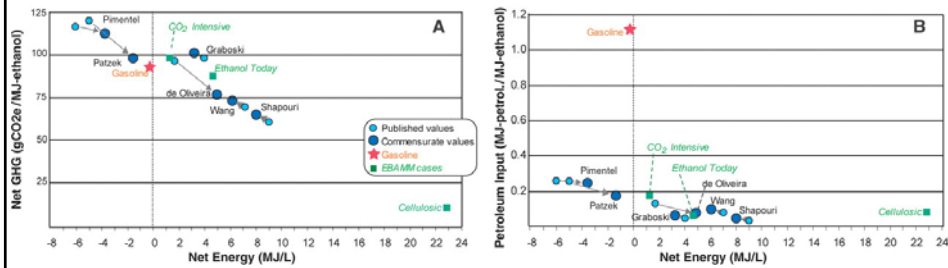 A
Net GHG (gCO2e /MJ-ethanol)
125
100
75
50
25
Pimentel
CO2 Intensive
Graboski
Patzek
Gasoline
Ethanol Today
de Oliveira
Wang
Shapouri
Published values
Commensurate values
Gasoline
EBAMM cases
Cellulosic
-8 -6 -4 -2 0 2 4 6 8 10 12 14 16 18 20 22 24
Net Energy (MJ/L)
B
Petroleum Input (MJ-petrol./ MJ-ethanol)
1.2
1.0
0.8
0.6
0.4
0.2
Gasoline
CO2 Intensive
Ethanol Today
de Oliveira
Pimentel
Patzek
Wang
Graboski
Shapouri
Cellulosic
-8 -6 -4 -2 0 2 4 6 8 10 12 14 16 18 20 22 24
Net Energy (MJ/L)